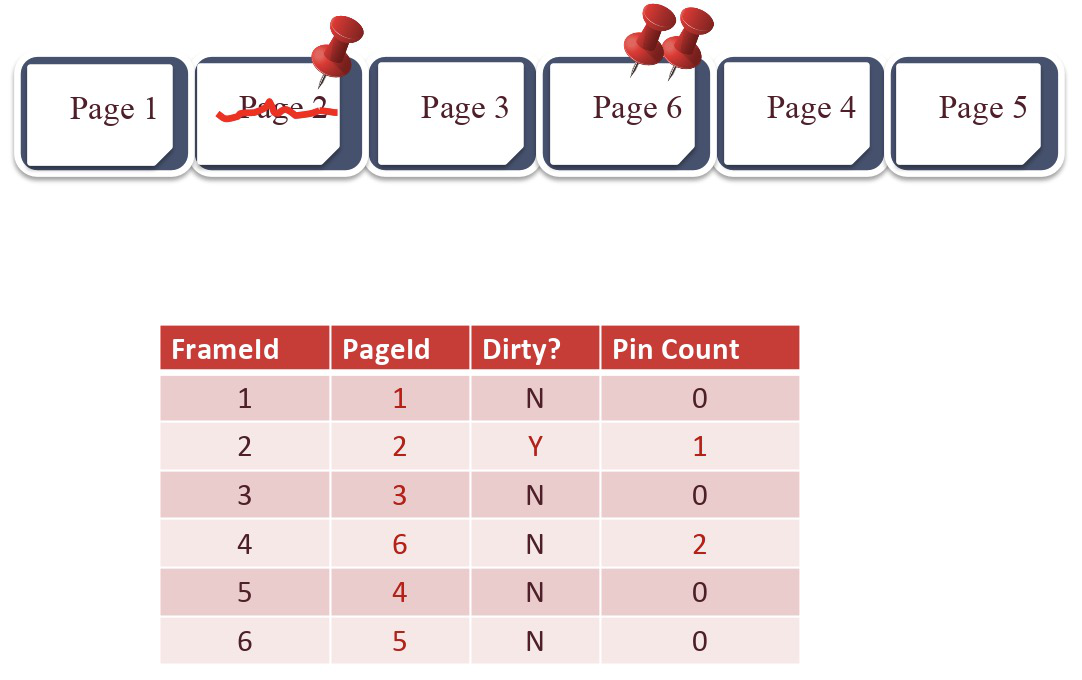 Page 1 Page 2 Page 3 Page 6 Page 4 Page 5
FrameId PageId Dirty? Pin Count
1 1 N 0
2 2 Y 1
3 3 N 0
4 6 N 2
5 4 N 0
6 5 N 0